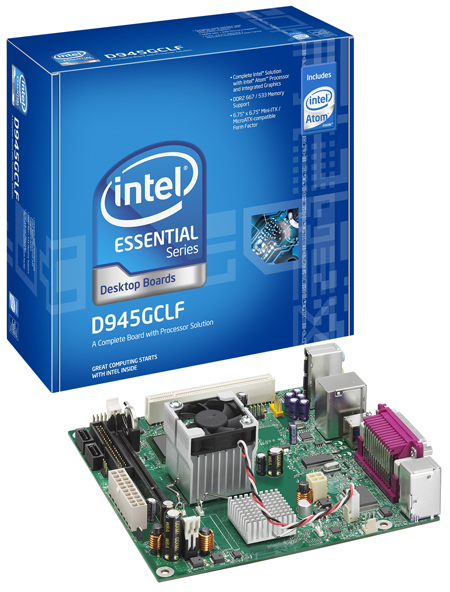 D945GCLF
• Complete Intel® Solution
with Intel® Atom™ Processor
and Integrated Graphics
• DDR2 667 / 533 Memory
Support
• 6.75" x 6.75" Mini-ITX /
MicroATX-compatible
Form Factor
Includes
intel
Atom
inside™
D945GCLF
intel®
ESSENTIAL
Series
Desktop Boards
D945GCLF
A Complete Board with Processor Solution
GREAT COMPUTING STARTS
WITH INTEL INSIDE